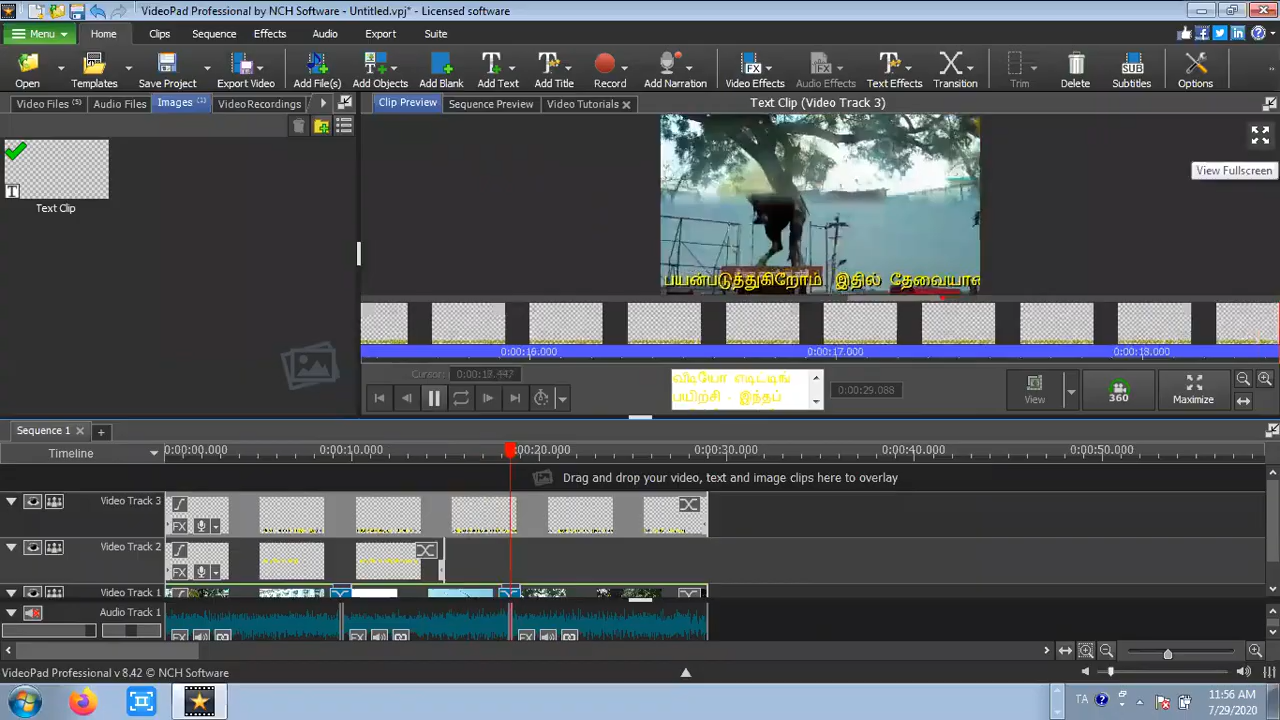 VideoPad Professional by NCH Software - Untitled.vpj* - Licensed software
Menu Home Clips Sequence Effects Audio Export Suite
Open Templates Save Project Export Video Add File(s) Add Objects Add Blank Add Text Add Title Record Add Narration Video Effects Audio Effects Text Effects Transition Trim Delete Subtitles Options
Video Files Audio Files Images Video Recordings
Clip Preview Sequence Preview Video Tutorials
Text Clip (Video Track 3)
View Fullscreen
T
Text Clip
பயன்படுத்துகிறோம் இதில்
0:00:16.000 0:00:17.000 0:00:18.000
Cursor:
வீடியோ எடிட்டிங்
பயிற்சி - இந்தப்
0:00:29.088
View 360 Maximize
Sequence 1
Timeline
0:00:00.000 0:00:10.000 0:00:20.000 0:00:30.000 0:00:40.000 0:00:50.000
Drag and drop your video, text and image clips here to overlay
Video Track 3
FX
Video Track 2
FX
Video Track 1
Audio Track 1
FX FX FX
VideoPad Professional v 8.42 © NCH Software
TA
11:56 AM
7/29/2020